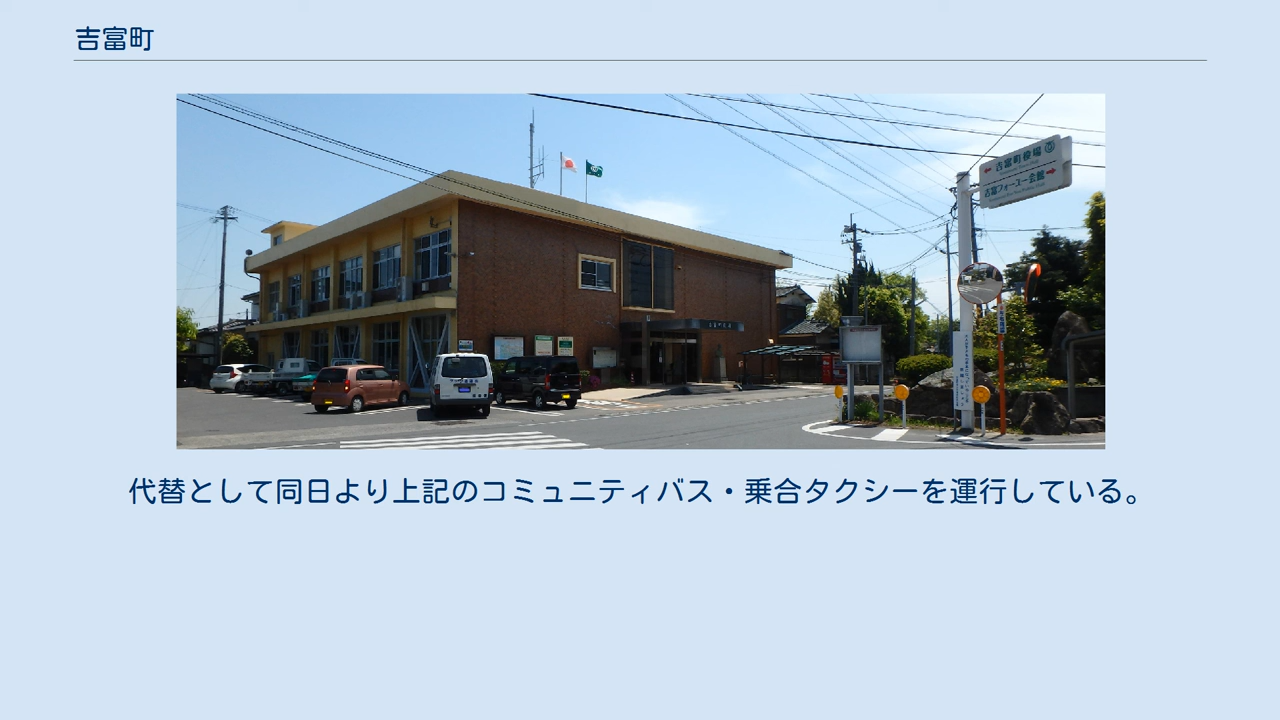 吉富町
吉富町役場
吉富フォーユー会館
代替として同日より上記のコミュニティバス・乗合タクシーを運行している。